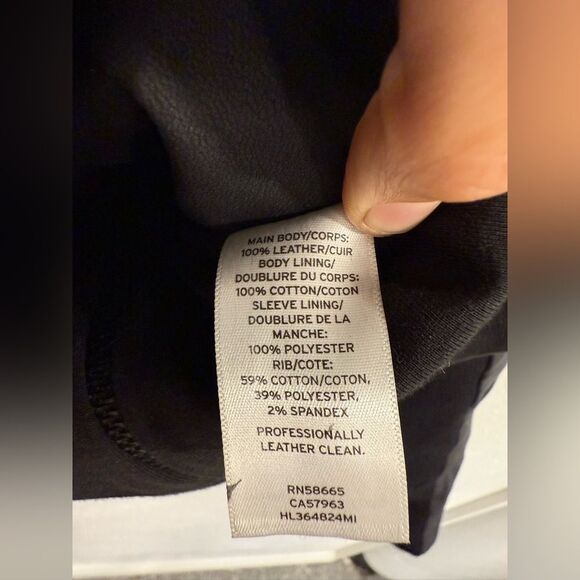 MAIN BODY/CORPS:
100% LEATHER/CUIR
BODY LINING/
DOUBLURE DU CORPS:
100% COTTON/COTON
SLEEVE LINING/
DOUBLURE DE LA
MANCHE:
100% POLYESTER
RIB/COTE:
59% COTTON/COTON,
39% POLYESTER,
2% SPANDEX
PROFESSIONALLY
LEATHER CLEAN.
RN58665
CA57963
HL364824MI